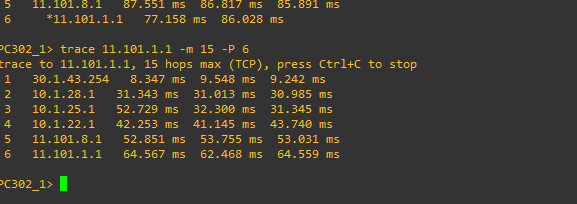 5   11.101.8.1   87.551 ms  86.817 ms  85.891 ms
6     *11.101.1.1   77.158 ms  86.028 ms
PC302_1> trace 11.101.1.1 -m 15 -P 6
trace to 11.101.1.1, 15 hops max (TCP), press Ctrl+C to stop
1   30.1.43.254   8.347 ms  9.548 ms  9.242 ms
2   10.1.28.1   31.343 ms  31.013 ms  30.985 ms
3   10.1.25.1   52.729 ms  32.300 ms  31.345 ms
4   10.1.22.1   42.253 ms  41.145 ms  43.740 ms
5   11.101.8.1   52.851 ms  53.755 ms  53.031 ms
6   11.101.1.1   64.567 ms  62.468 ms  64.559 ms
PC302_1>